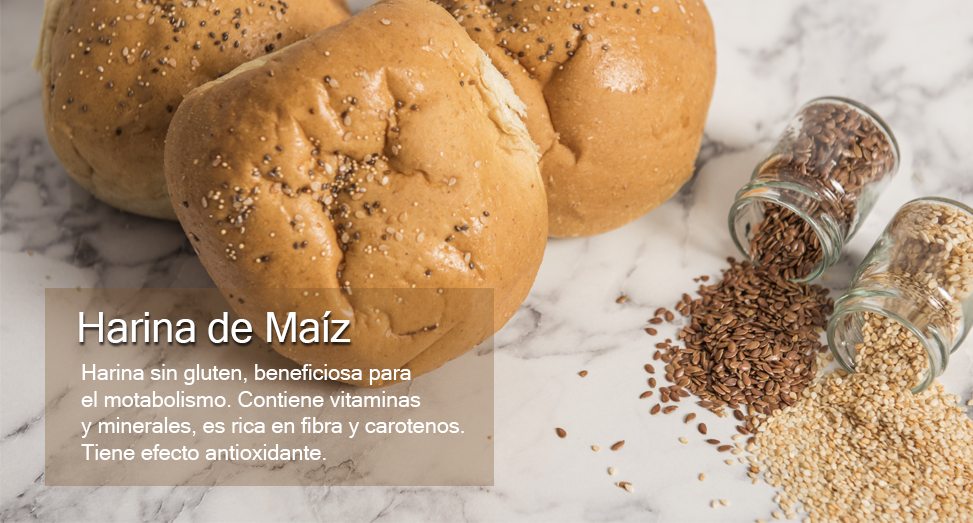 Harina de Maíz
Harina sin gluten, beneficiosa para
el motabolismo. Contiene vitaminas
y minerales, es rica en fibra y carotenos.
Tiene efecto antioxidante.